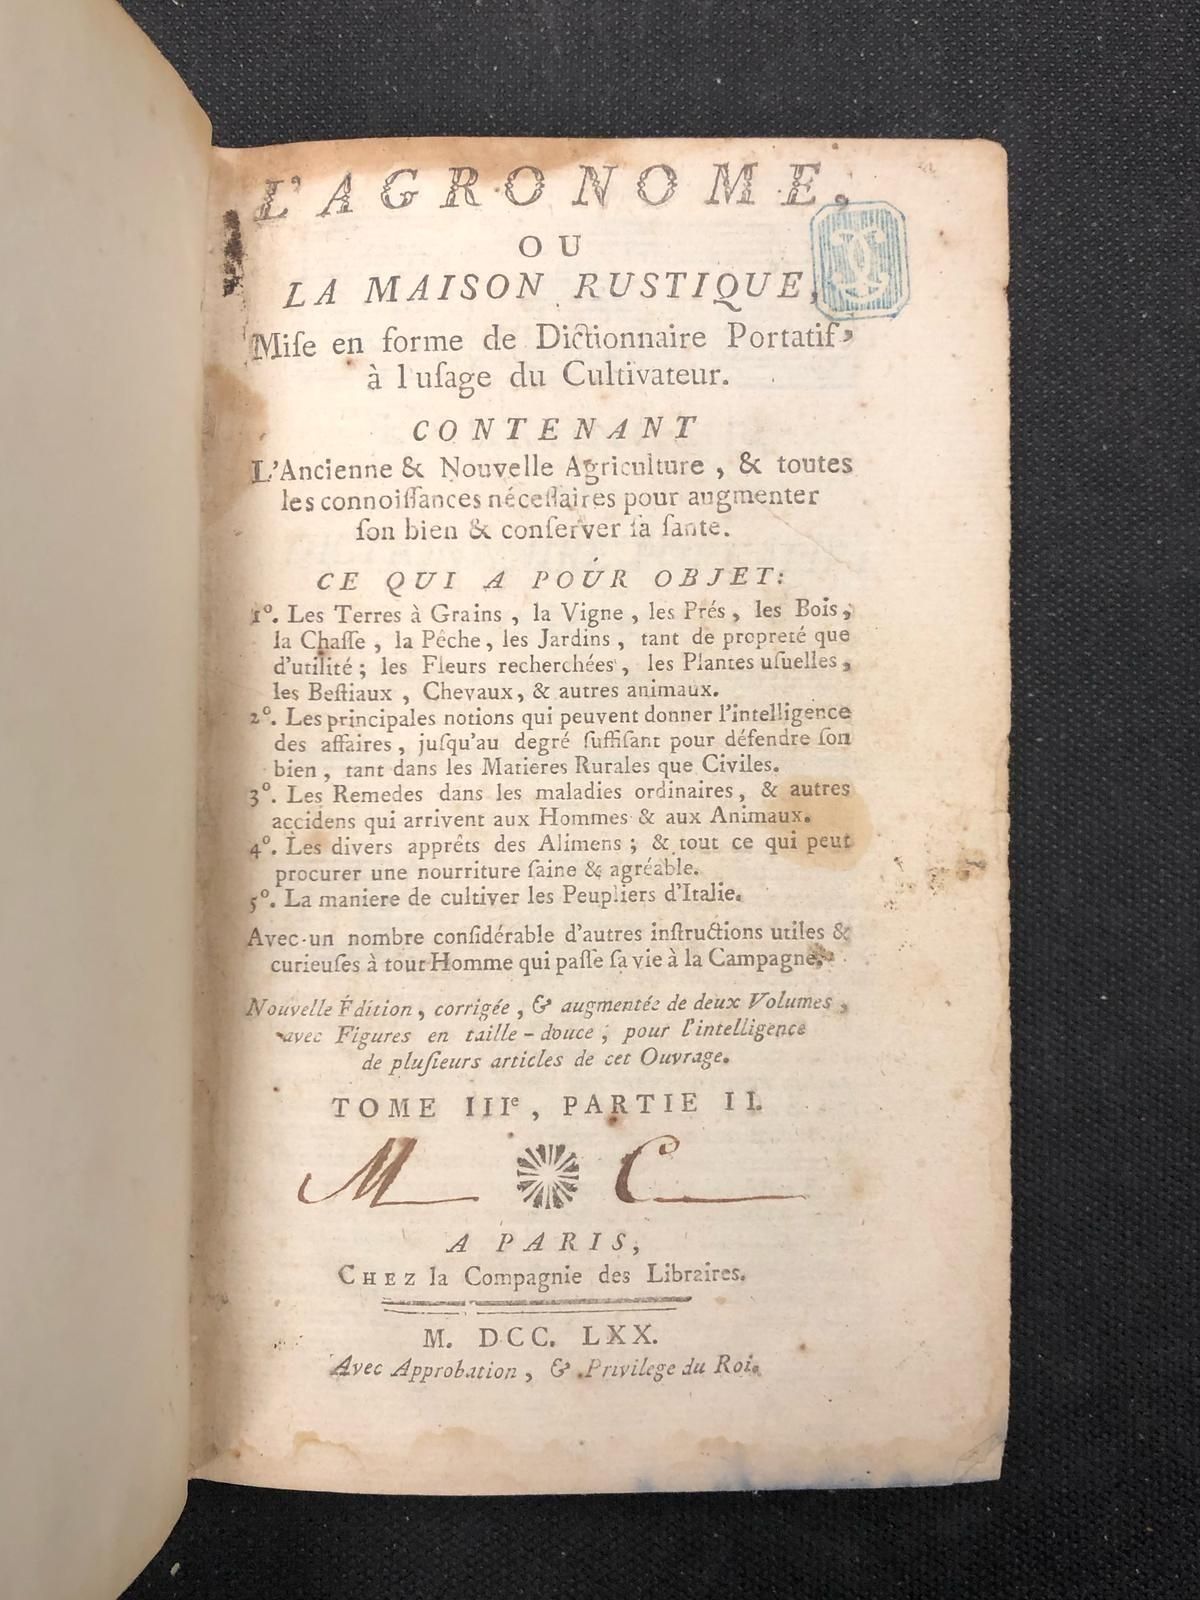 L'AGRONOME,
OU
LA MAISON RUSTIQUE,
Miſe en forme de Dictionnaire Portatif,
à l uſage du Cultivateur.
CONTENANT
L'Ancienne & Nouvelle Agriculture, & toutes
les connoiſſances néceſſaires pour augmenter
ſon bien & conſerver ſa ſante.
CE QUI A POUR OBJET:
1°. Les Terres à Grains, la Vigne, les Prés, les Bois,
la Chaſſe, la Pêche, les Jardins, tant de propreté que
d'utilité; les Fleurs recherchées, les Plantes uſuelles,
les Beſtiaux, Chevaux, & autres animaux.
2°. Les principales notions qui peuvent donner l'intelligence
des affaires, juſqu'au degré ſuffiſant pour défendre ſon
bien, tant dans les Matieres Rurales que Civiles.
3°. Les Remedes dans les maladies ordinaires, & autres
accidens qui arrivent aux Hommes & aux Animaux.
4°. Les divers apprêts des Alimens; & tout ce qui peut
procurer une nourriture ſaine & agréable.
5°. La maniere de cultiver les Peupliers d'Italie.
Avec un nombre conſidérable d'autres inſtructions utiles &
curieuſes à tout Homme qui paſſe ſa vie à la Campagne.
Nouvelle Édition, corrigée, & augmentée de deux Volumes,
avec Figures en taille-douce; pour l'intelligence
de pluſieurs articles de cet Ouvrage.
TOME IIIe, PARTIE II.
M C
A PARIS,
CHEZ la Compagnie des Libraires.
M. DCC. LXX.
Avec Approbation, & Privilege du Roi.